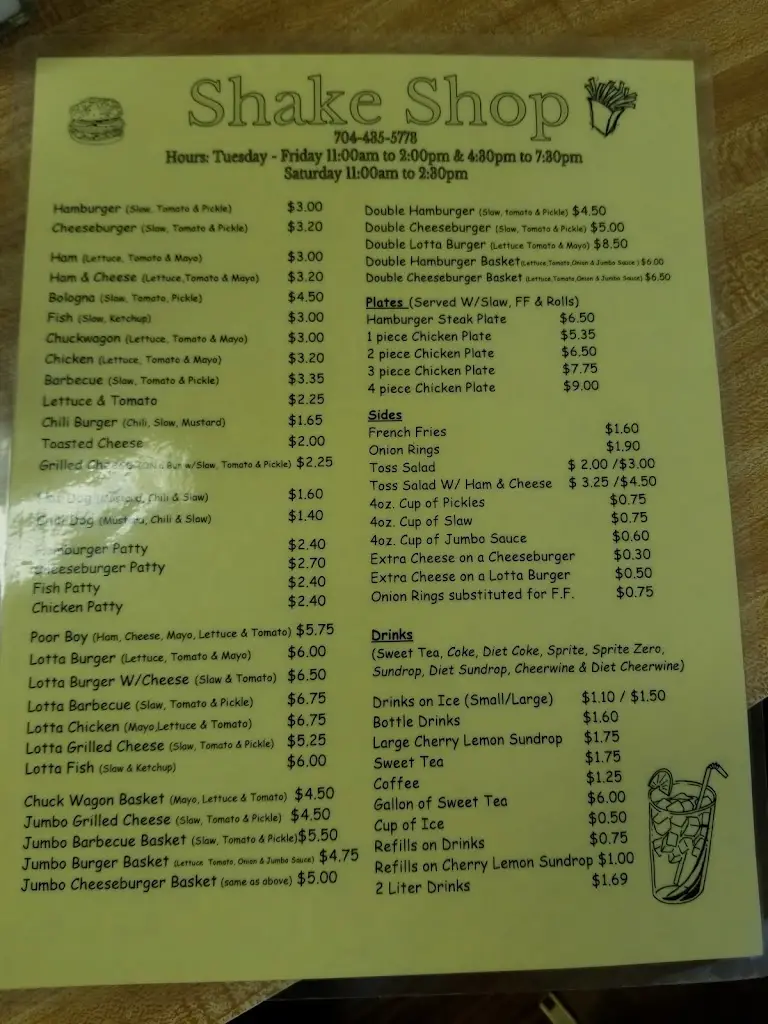 Shake Shop
704-485-5778
Hours: Tuesday - Friday 11:00am to 2:00pm & 4:30pm to 7:30pm
Saturday 11:00am to 2:30pm
Hamburger (Slaw, Tomato & Pickle) $3.00
Cheeseburger (Slaw, Tomato & Pickle) $3.20
Ham (Lettuce, Tomato & Mayo) $3.00
Ham & Cheese (Lettuce,Tomato & Mayo) $3.20
Bologna (Slaw, Tomato, Pickle) $4.50
Fish (Slaw, Ketchup) $3.00
Chuckwagon (Lettuce, Tomato & Mayo) $3.00
Chicken (Lettuce, Tomato & Mayo) $3.20
Barbecue (Slaw, Tomato & Pickle) $3.35
Lettuce & Tomato $2.25
Chili Burger (Chili, Slaw, Mustard) $1.65
Toasted Cheese $2.00
Grilled Cheese Bun w/Slaw, Tomato & Pickle) $2.25
Hot Dog (Mustard, Chili & Slaw) $1.60
Dog (Mustard, Chili & Slaw) $1.40
Hamburger Patty $2.40
Cheeseburger Patty $2.70
Fish Patty $2.40
Chicken Patty $2.40
Poor Boy (Ham, Cheese, Mayo, Lettuce & Tomato) $5.75
Lotta Burger (Lettuce, Tomato & Mayo) $6.00
Lotta Burger W/Cheese (Slaw & Tomato) $6.50
Lotta Barbecue (Slaw, Tomato & Pickle) $6.75
Lotta Chicken (Mayo,Lettuce & Tomato) $6.75
Lotta Grilled Cheese (Slaw, Tomato & Pickle) $5.25
Lotta Fish (Slaw & Ketchup) $6.00
Chuck Wagon Basket (Mayo, Lettuce & Tomato) $4.50
Jumbo Grilled Cheese (Slaw, Tomato & Pickle) $4.50
Jumbo Barbecue Basket (Slaw, Tomato & Pickle)$5.50
Jumbo Burger Basket (Lettuce Tomato, Onion & Jumbo Sauce) $4.75
Jumbo Cheeseburger Basket (same as above) $5.00
Double Hamburger (Slaw, tomato & Pickle) $4.50
Double Cheeseburger (Slaw, Tomato & Pickle) $5.00
Double Lotta Burger (Lettuce Tomato & Mayo) $8.50
Double Hamburger Basket(Lettuce,Tomato,Onion & Jumbo Sauce ) $6.00
Double Cheeseburger Basket (Lettuce,Tomato,Onion & Jumbo Sauce) $6.50
Plates (Served W/Slaw, FF & Rolls)
Hamburger Steak Plate $6.50
1 piece Chicken Plate $5.35
2 piece Chicken Plate $6.50
3 piece Chicken Plate $7.75
4 piece Chicken Plate $9.00
Sides
French Fries $1.60
Onion Rings $1.90
Toss Salad $ 2.00 /$3.00
Toss Salad W/ Ham & Cheese $ 3.25 /$4.50
4oz. Cup of Pickles $0.75
4oz. Cup of Slaw $0.75
4oz. Cup of Jumbo Sauce $0.60
Extra Cheese on a Cheeseburger $0.30
Extra Cheese on a Lotta Burger $0.50
Onion Rings substituted for F.F. $0.75
Drinks
(Sweet Tea, Coke, Diet Coke, Sprite, Sprite Zero,
Sundrop, Diet Sundrop, Cheerwine & Diet Cheerwine)
Drinks on Ice (Small/Large) $1.10 / $1.50
Bottle Drinks $1.60
Large Cherry Lemon Sundrop $1.75
Sweet Tea $1.75
Coffee $1.25
Gallon of Sweet Tea $6.00
Cup of Ice $0.50
Refills on Drinks $0.75
Refills on Cherry Lemon Sundrop $1.00
2 Liter Drinks $1.69